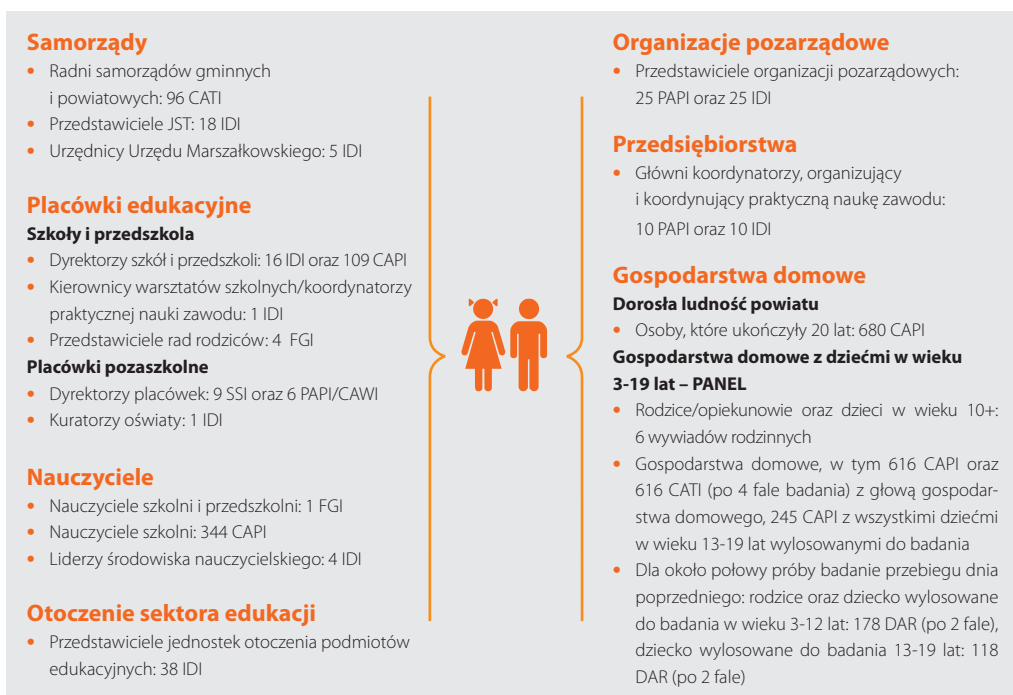 Samorządy
• Radni samorządów gminnych
i powiatowych: 96 CATI
• Przedstawiciele JST: 18 IDI
• Urzędnicy Urzędu Marszałkowskiego: 5 IDI
Placówki edukacyjne
Szkoły i przedszkola
• Dyrektorzy szkół i przedszkoli: 16 IDI oraz 109 CAPI
• Kierownicy warsztatów szkolnych/koordynatorzy
praktycznej nauki zawodu: 1 IDI
• Przedstawiciele rad rodziców: 4 FGI
Placówki pozaszkolne
• Dyrektorzy placówek: 9 SSI oraz 6 PAPI/CAWI
• Kuratorzy oświaty: 1 IDI
Nauczyciele
• Nauczyciele szkolni i przedszkolni: 1 FGI
• Nauczyciele szkolni: 344 CAPI
• Liderzy środowiska nauczycielskiego: 4 IDI
Otoczenie sektora edukacji
• Przedstawiciele jednostek otoczenia podmiotów
edukacyjnych: 38 IDI
Organizacje pozarządowe
• Przedstawiciele organizacji pozarządowych:
25 PAPI oraz 25 IDI
Przedsiębiorstwa
• Główni koordynatorzy, organizujący
i koordynujący praktyczną naukę zawodu:
10 PAPI oraz 10 IDI
Gospodarstwa domowe
Dorosła ludność powiatu
• Osoby, które ukończyły 20 lat: 680 CAPI
Gospodarstwa domowe z dziećmi w wieku
3-19 lat – PANEL
• Rodzice/opiekunowie oraz dzieci w wieku 10+:
6 wywiadów rodzinnych
• Gospodarstwa domowe, w tym 616 CAPI oraz
616 CATI (po 4 fale badania) z głową gospodar-
stwa domowego, 245 CAPI z wszystkimi dziećmi
w wieku 13-19 lat wylosowanymi do badania
• Dla około połowy próby badanie przebiegu dnia
poprzedniego: rodzice oraz dziecko wylosowane
do badania w wieku 3-12 lat: 178 DAR (po 2 fale),
dziecko wylosowane do badania 13-19 lat: 118
DAR (po 2 fale)